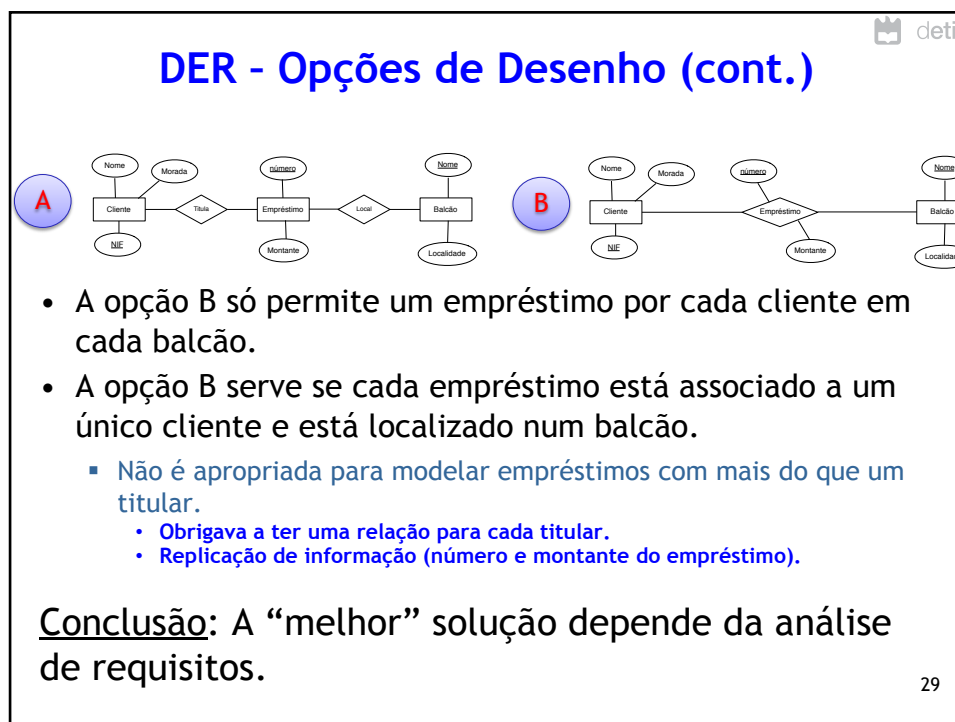 deti
DER – Opções de Desenho (cont.)
A
Nome
Morada
Cliente
NIF
Titula
número
Empréstimo
Montante
Local
Nome
Balcão
Localidade
B
Nome
Morada
Cliente
NIF
número
Empréstimo
Montante
Nome
Balcão
Localidad
• A opção B só permite um empréstimo por cada cliente em
cada balcão.
• A opção B serve se cada empréstimo está associado a um
único cliente e está localizado num balcão.
▪ Não é apropriada para modelar empréstimos com mais do que um
titular.
• Obrigava a ter uma relação para cada titular.
• Replicação de informação (número e montante do empréstimo).
Conclusão: A “melhor” solução depende da análise
de requisitos.
29